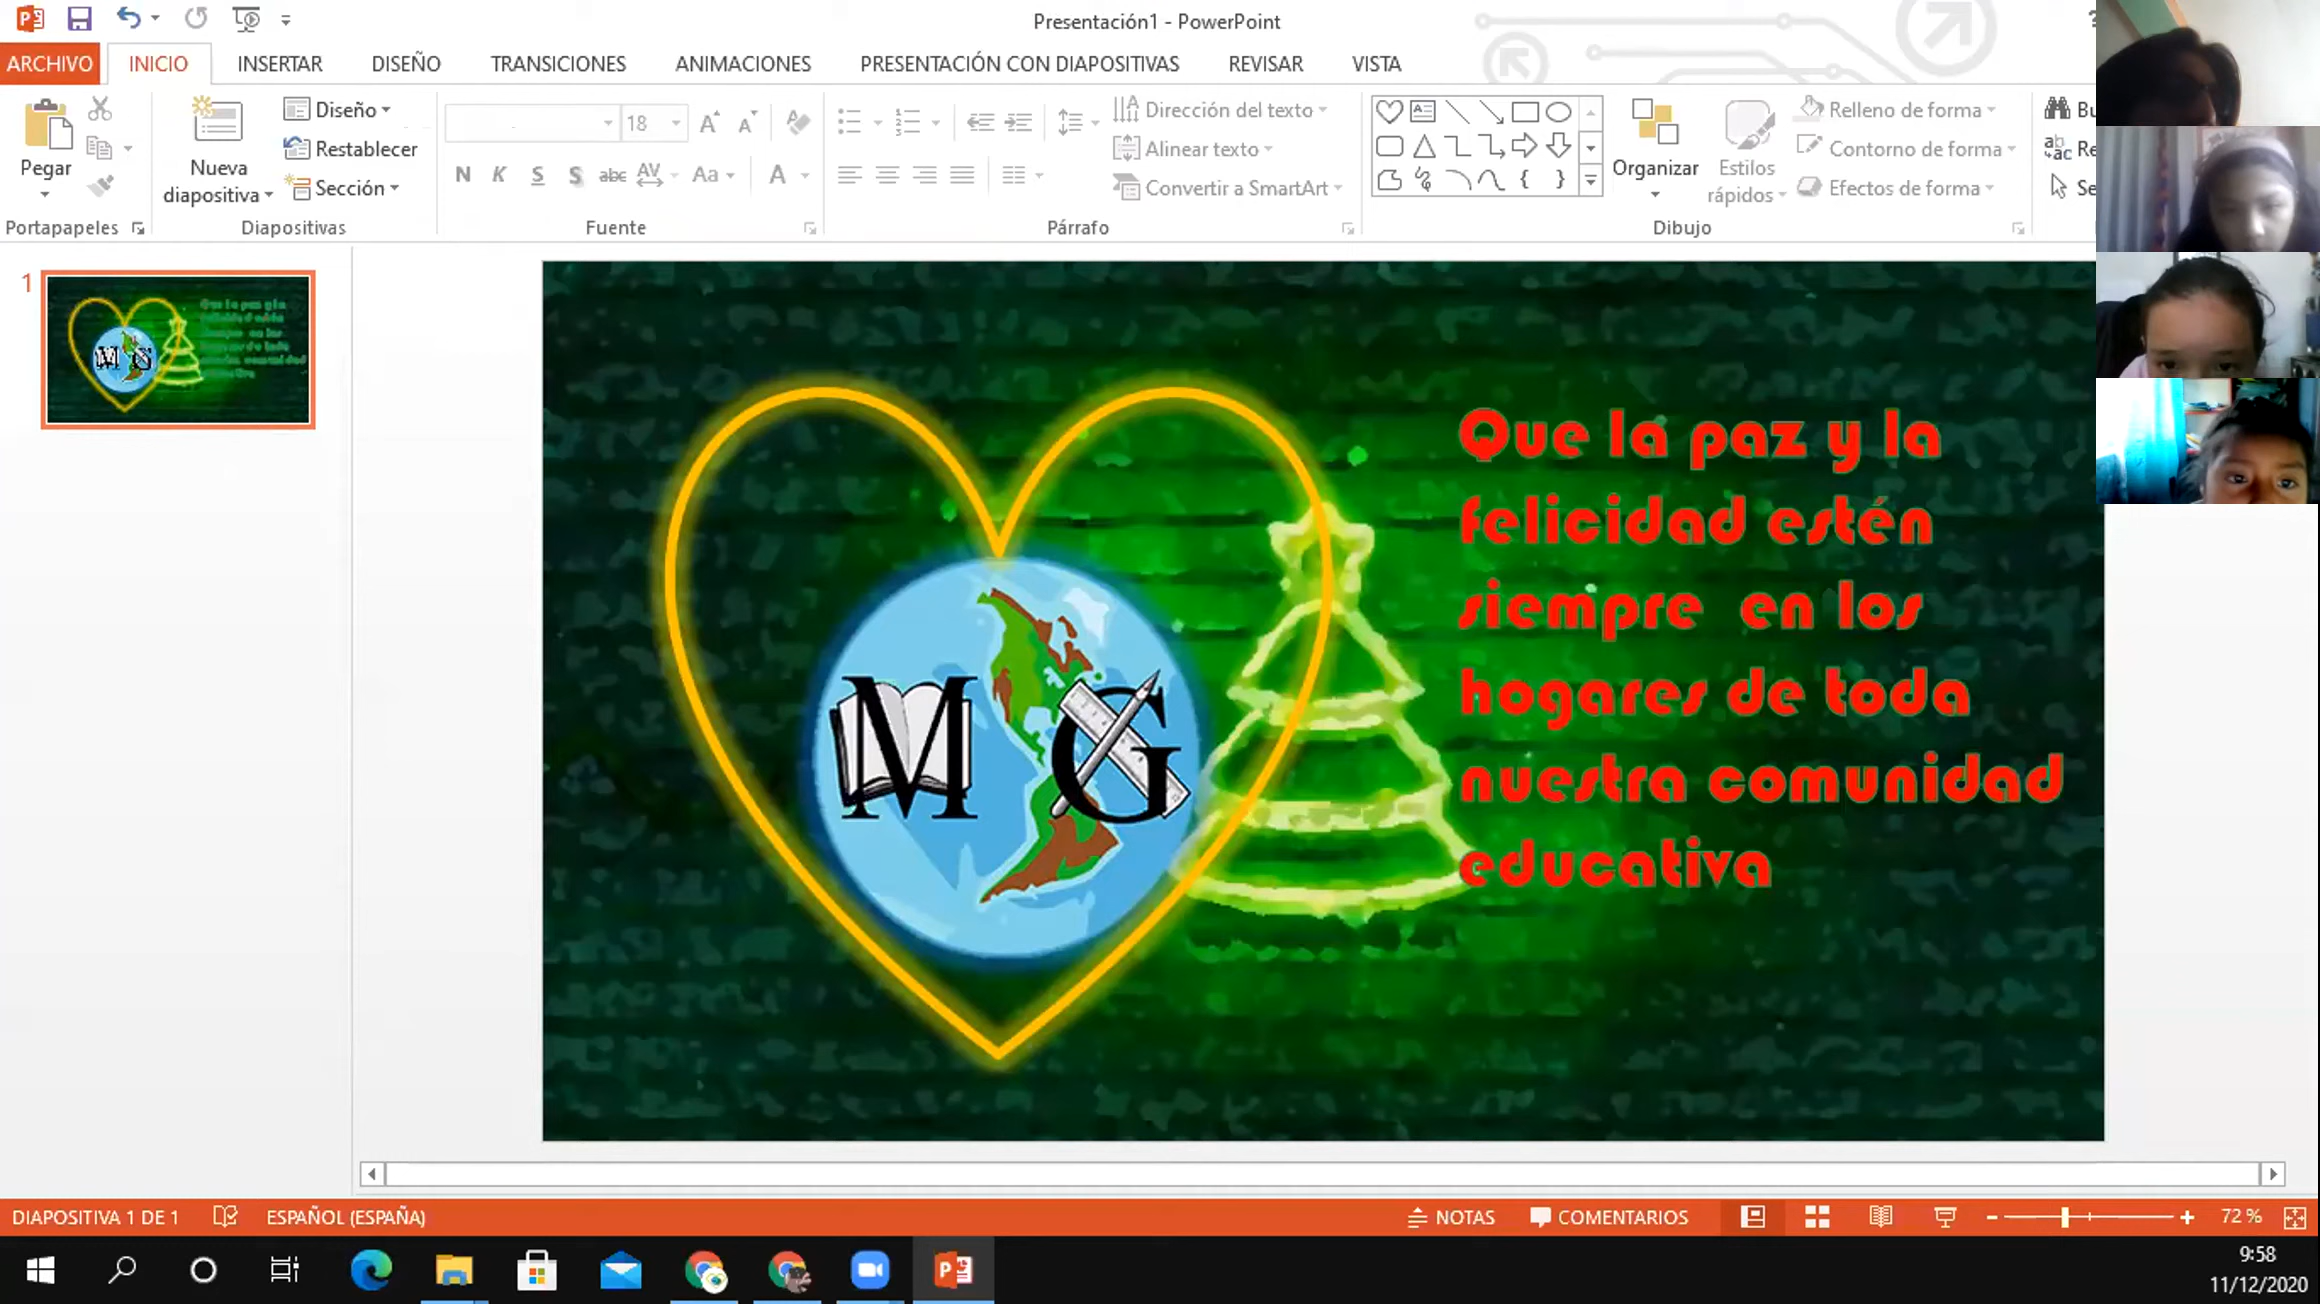 Presentación1 - PowerPoint
ARCHIVO INICIO INSERTAR DISEÑO TRANSICIONES ANIMACIONES PRESENTACIÓN CON DIAPOSITIVAS REVISAR VISTA
Pegar
Nueva diapositiva
Diseño
Restablecer
Sección
18
N K S S abc AV Aa A
Dirección del texto
Alinear texto
Convertir a SmartArt
Organizar
Estilos rápidos
Relleno de forma
Contorno de forma
Efectos de forma
Portapapeles Diapositivas Fuente Párrafo Dibujo
1
Que la paz y la
felicidad estén
siempre en los
hogares de toda
nuestra comunidad
educativa
M G
DIAPOSITIVA 1 DE 1 ESPAÑOL (ESPAÑA) NOTAS COMENTARIOS 72 %
9:58
11/12/2020